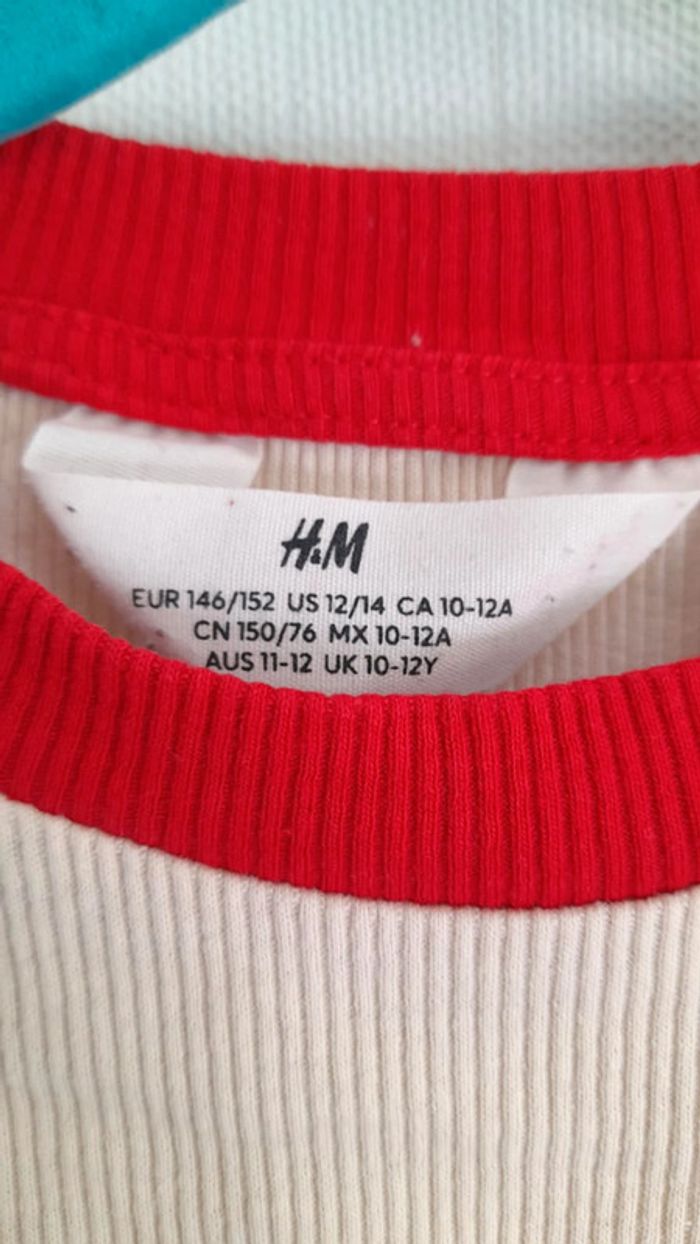 H&M
EUR 146/152 US 12/14 CA 10-12A
CN 150/76 MX 10-12A
AUS 11-12 UK 10-12Y